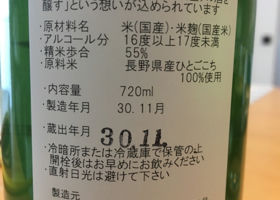 醸す」という想いが込められています
・原材料名 米(国産)・米麹(国産米)
・アルコール分 16度以上17度未満
・精米歩合 55%
・原料米 長野県産ひとごこち
100%使用
・内容量 720ml
・製造年月 30.11月
・蔵出年月 30.11
・冷暗所または冷蔵庫で保管の上
開栓後はお早めにお飲みください
・直射日光は避けて下さい
製造元